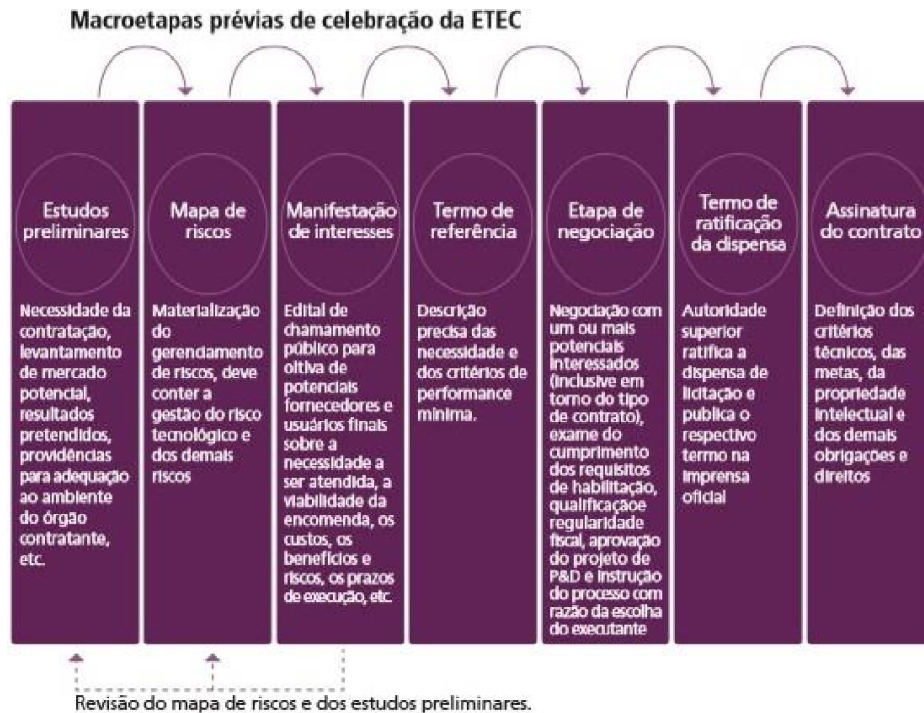 Macroetapas prévias de celebração da ETEC
Estudos
preliminares
Necessidade da
contratação,
levantamento
de mercado
potencial,
resultados
pretendidos,
providências
para adequação
ao ambiente
do órgão
contratante,
etc.
Mapa de
riscos
Materialização
do
gerenciamento
de riscos, deve
conter a
gestão do risco
tecnológico e
dos demais
riscos
Manifestação
de interesses
Edital de
chamamento
público para
oitiva de
potenciais
fornecedores e
usuários finais
sobre a
necessidade a
ser atendida, a
viabilidade da
encomenda, os
custos, os
benefícios e
riscos, os prazos
de execução, etc.
Termo de
referência
Descrição
precisa das
necessidade e
dos critérios de
performance
mínima.
Etapa de
negociação
Negociação com
um ou mais
potenciais
interessados
(inclusive em
torno do tipo
de contrato),
exame do
cumprimento
dos requisitos
de habilitação,
qualificaçãoe
regularidade
fiscal, aprovação
do projeto de
P&D e instrução
do processo com
razão da escolha
do executante
Termo de
ratificação
da dispensa
Autoridade
superior
ratifica a
dispensa de
licitação e
publica o
respectivo
termo na
imprensa
oficial
Assinatura
do contrato
Definição dos
critérios
técnicos, das
metas, da
propriedade
intelectual e
dos demais
obrigações e
direitos
Revisão do mapa de riscos e dos estudos preliminares.